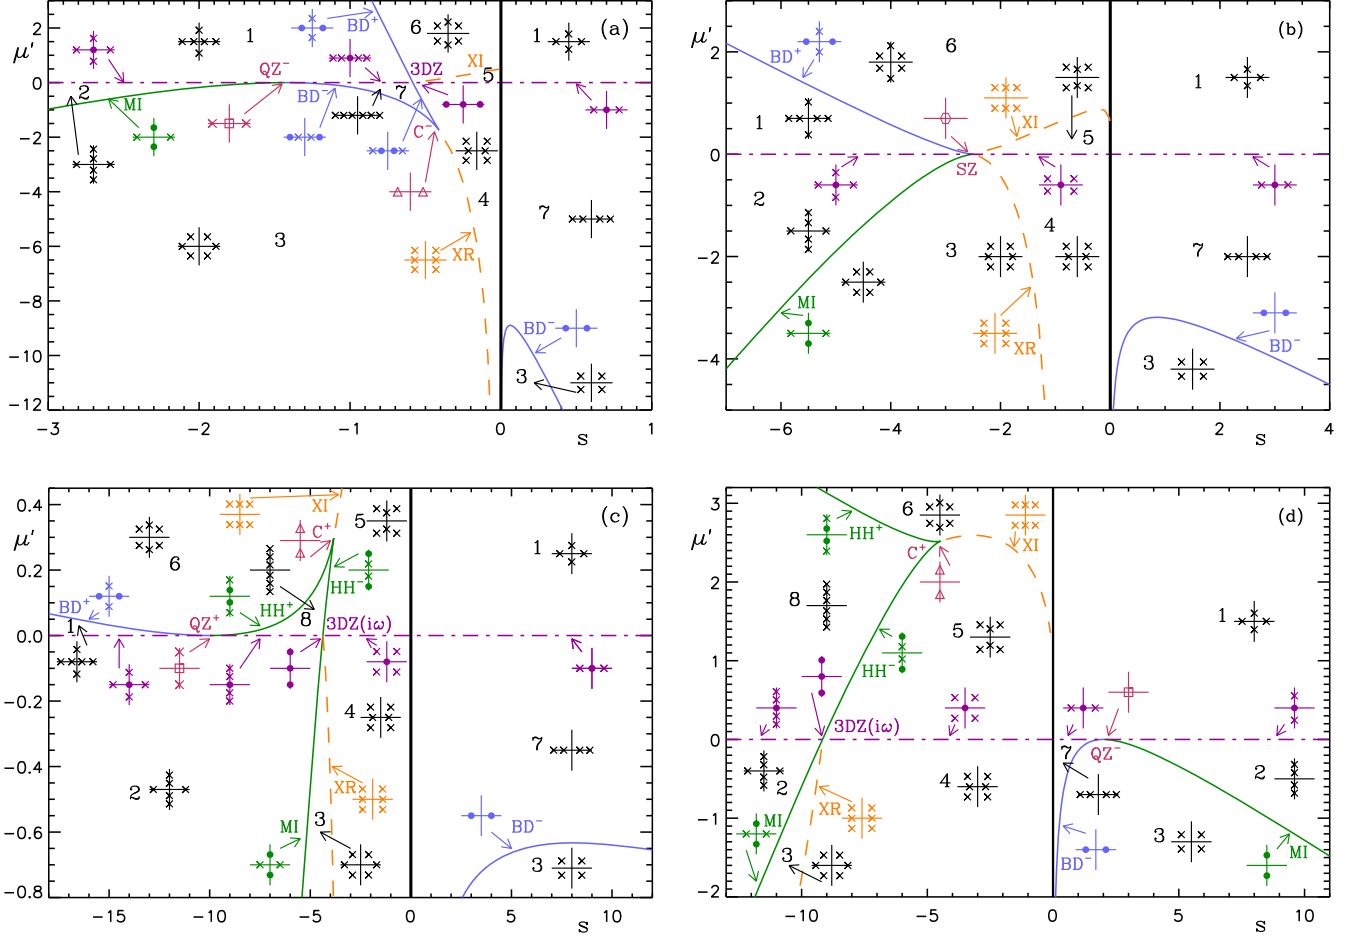 μ'
2
0
−2
−4
−6
−8
−10
−12
−3
−2
−1
0
1
s
(a)
1
BD⁺
6
1
QZ⁻
3DZ
XI
5
2
MI
BD⁻
7
C⁻
4
7
3
XR
BD⁻
3
μ'
2
0
−2
−4
−6
−4
−2
0
2
4
s
(b)
6
BD⁺
1
XI
5
1
SZ
2
4
3
7
MI
XR
BD⁻
3
μ'
0.4
0.2
0.0
−0.2
−0.4
−0.6
−0.8
−15
−10
−5
0
5
10
s
(c)
XI
C⁺
5
6
1
BD⁺
HH⁻
1
QZ⁺
HH⁺
8
3DZ(iω)
4
7
2
XR
MI
3
BD⁻
3
μ'
3
2
1
0
−1
−2
−10
−5
0
5
10
s
(d)
HH⁺
6
XI
C⁺
8
5
1
HH⁻
3DZ(iω)
7
QZ⁻
2
4
2
MI
XR
3
3
MI
BD⁻